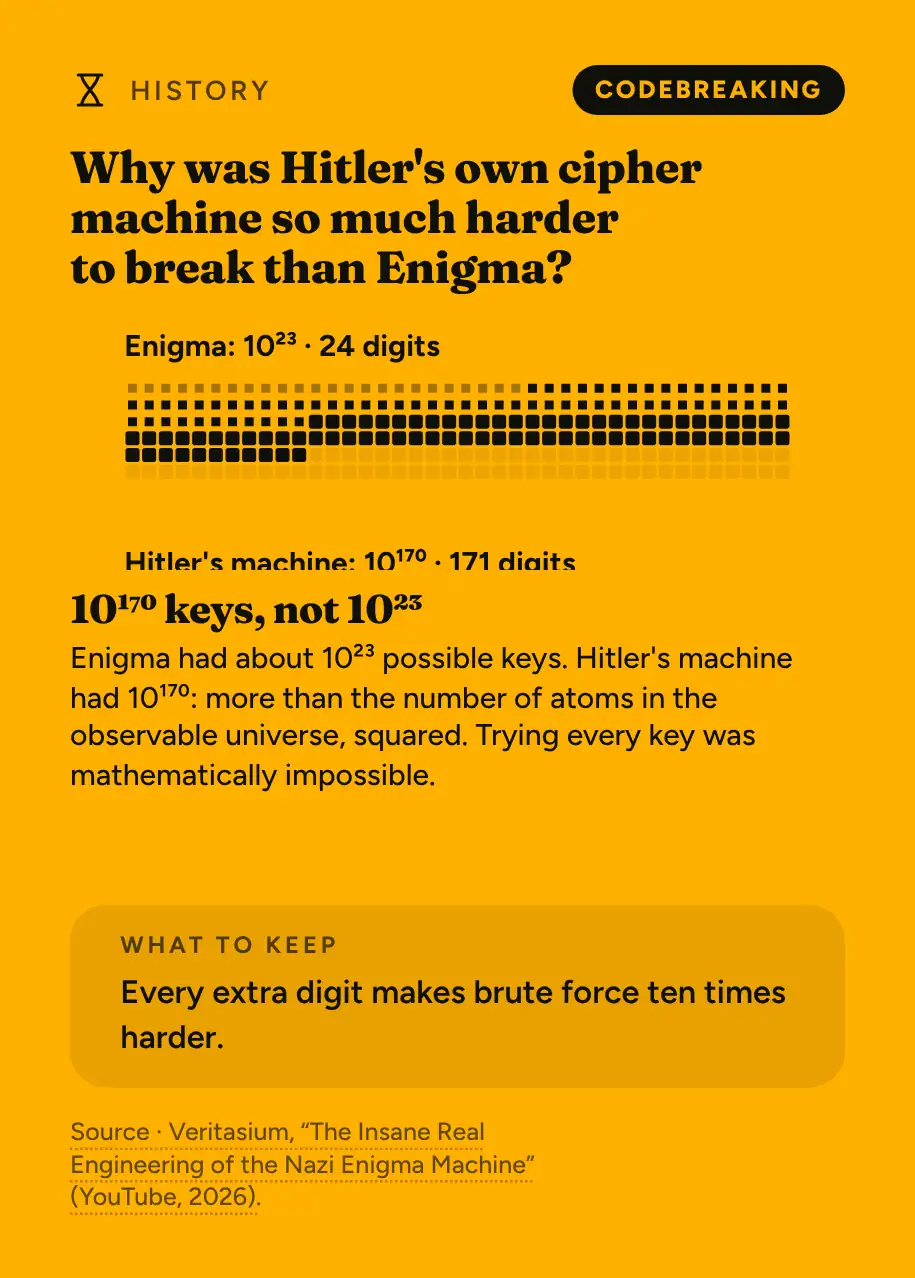 HISTORY
CODEBREAKING
Why was Hitler's own cipher
machine so much harder
to break than Enigma?
Enigma: 10²³ · 24 digits
Hitler's machine: 10¹⁷⁰ · 171 digits
10¹⁷⁰ keys, not 10²³
Enigma had about 10²³ possible keys. Hitler's machine
had 10¹⁷⁰: more than the number of atoms in the
observable universe, squared. Trying every key was
mathematically impossible.
WHAT TO KEEP
Every extra digit makes brute force ten times
harder.
Source · Veritasium, “The Insane Real
Engineering of the Nazi Enigma Machine”
(YouTube, 2026).